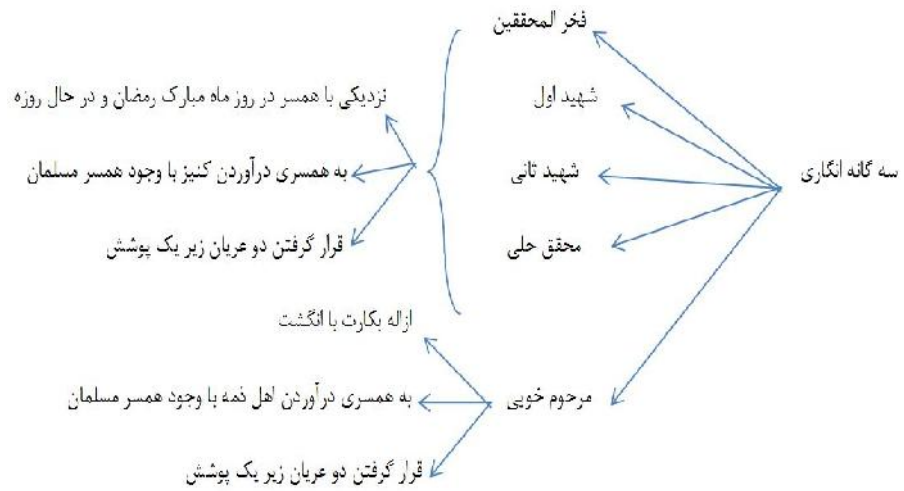 سه گانه انگاری
فخر المحققین
شهید اول
شهید ثانی
محقق حلی
نزدیکی با همسر در روز ماه مبارک رمضان و در حال روزه
به همسری درآوردن کنیز با وجود همسر مسلمان
قرار گرفتن دو عریان زیر یک پوشش
مرحوم خویی
ازاله بکارت با انگشت
به همسری درآوردن اهل ذمه با وجود همسر مسلمان
قرار گرفتن دو عریان زیر یک پوشش